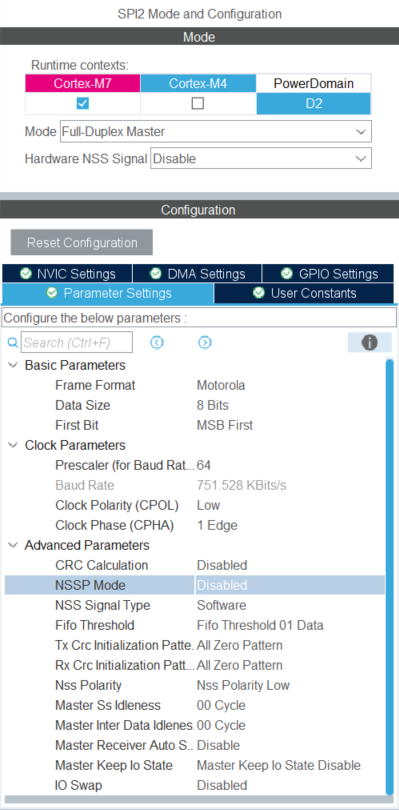 SPI2 Mode and Configuration
Mode
Runtime contexts:
Cortex-M7 Cortex-M4 PowerDomain
D2
Mode Full-Duplex Master
Hardware NSS Signal Disable
Configuration
Reset Configuration
NVIC Settings DMA Settings GPIO Settings
Parameter Settings User Constants
Configure the below parameters :
Search (Ctrl+F)
Basic Parameters
Frame Format Motorola
Data Size 8 Bits
First Bit MSB First
Clock Parameters
Prescaler (for Baud Rat... 64
Baud Rate 751.528 KBits/s
Clock Polarity (CPOL) Low
Clock Phase (CPHA) 1 Edge
Advanced Parameters
CRC Calculation Disabled
NSSP Mode Disabled
NSS Signal Type Software
Fifo Threshold Fifo Threshold 01 Data
Tx Crc Initialization Patte.. All Zero Pattern
Rx Crc Initialization Patt... All Zero Pattern
Nss Polarity Nss Polarity Low
Master Ss Idleness 00 Cycle
Master Inter Data Idlenes.. 00 Cycle
Master Receiver Auto S.. Disable
Master Keep Io State Master Keep Io State Disable
IO Swap Disabled